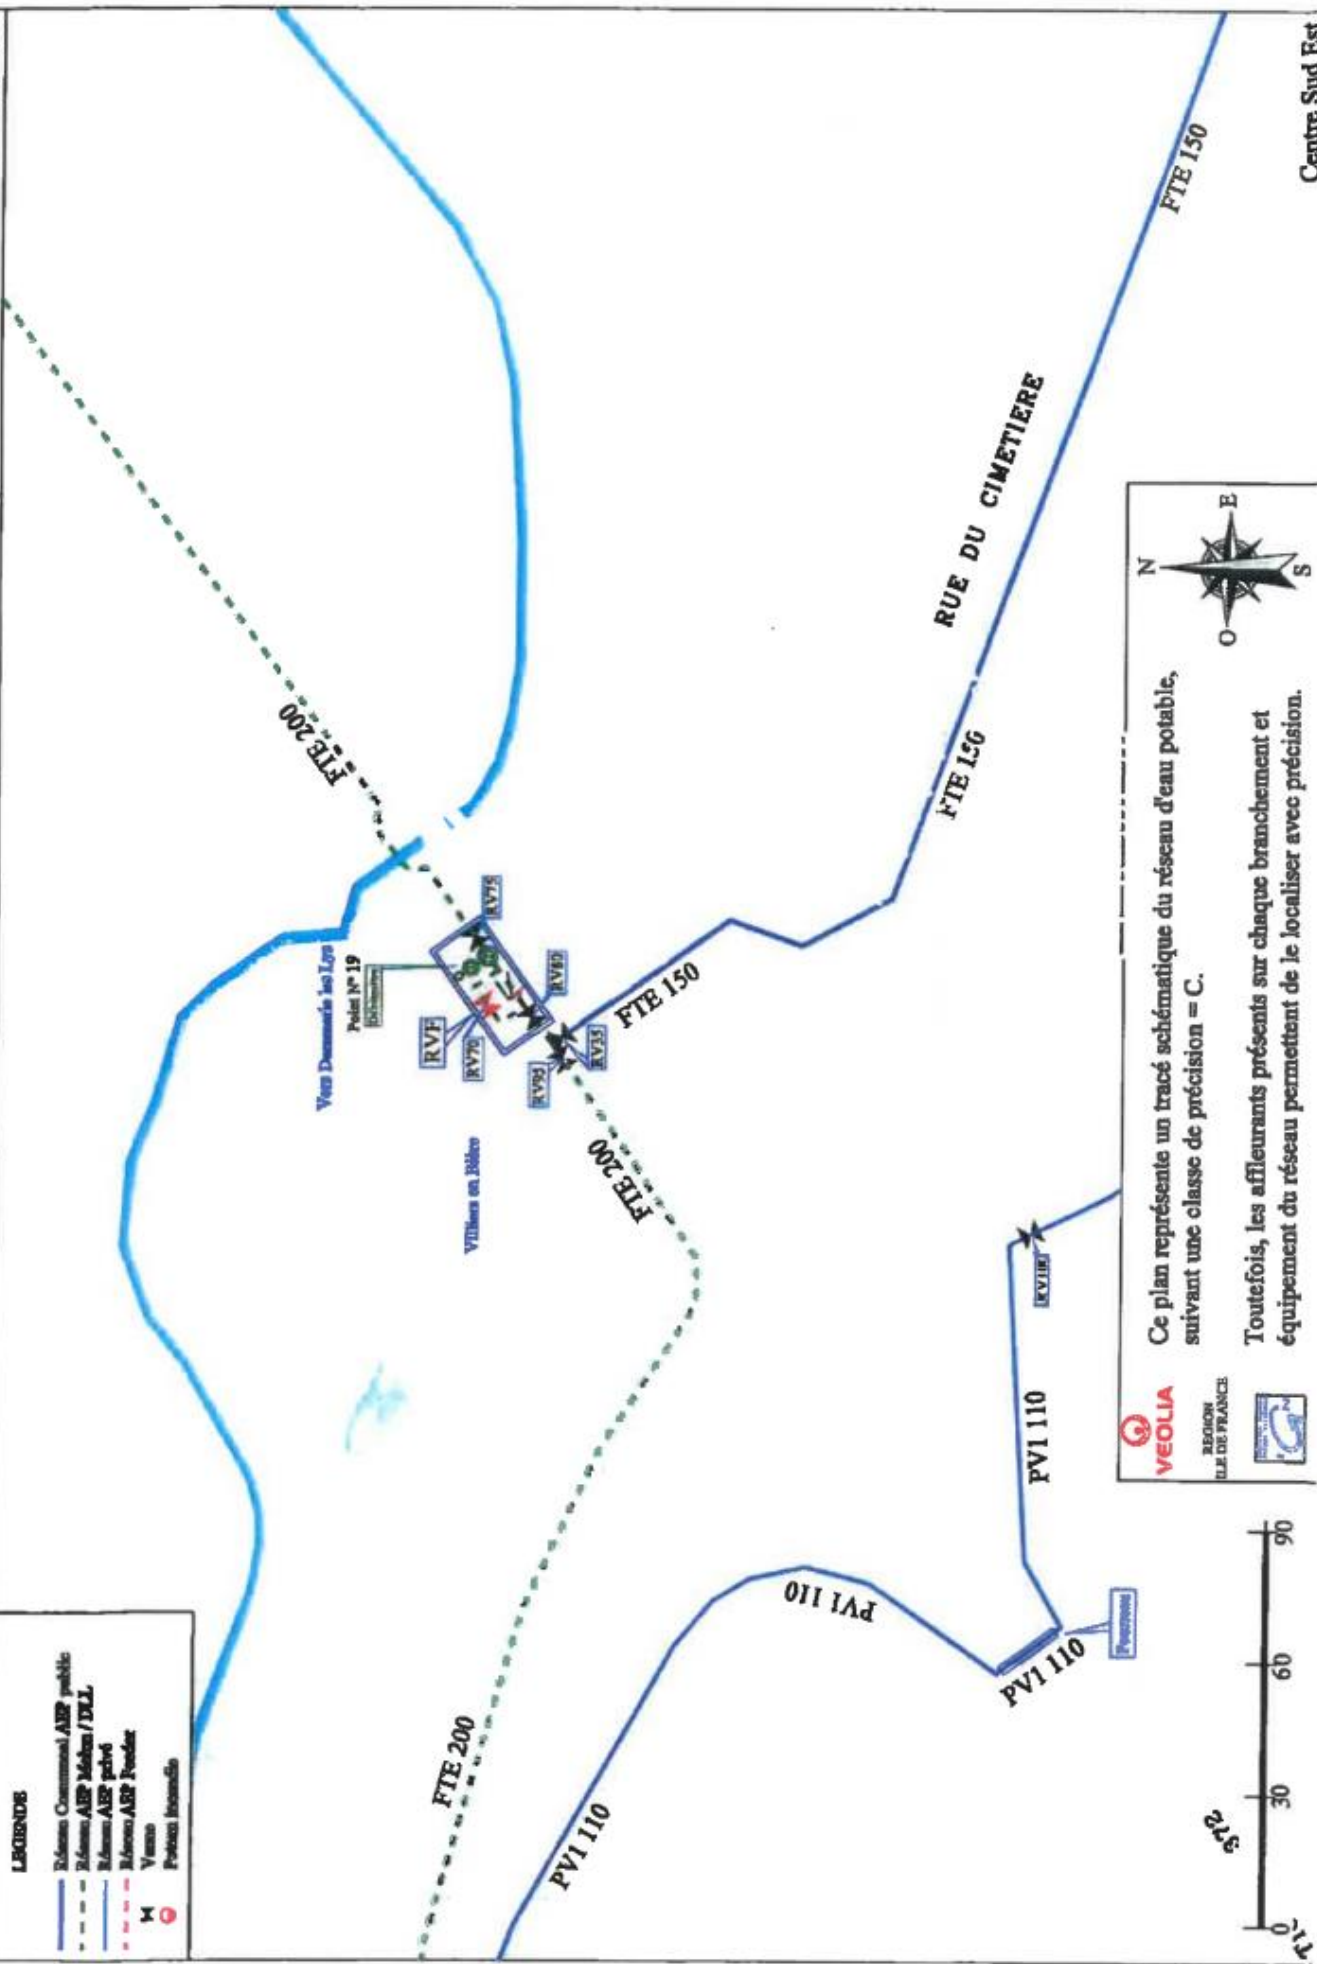 LEGENDE
Réseau Communal AEP public
Réseau AEP Melun / DLL
Réseau AEP privé
Réseau AEP Feeder
Vanne
Poteau Incendie
FTE 200
Vers Dammarie les Lys
Point N° 19
RVF
RV70
RV75
RV80
RV95
RV35
Villiers en Bière
FTE 200
FTE 150
FTE 200
RUE DU CIMETIERE
FTE 150
FTE 150
PV1 110
PV1 110
PV1 110
PV1 110
Centre Sud Est
VEOLIA
REGION
ILE DE FRANCE
Ce plan représente un tracé schématique du réseau d'eau potable,
suivant une classe de précision = C.
Toutefois, les affleurants présents sur chaque branchement et
équipement du réseau permettent de le localiser avec précision.
N
O
E
S
0
30
60
90
372